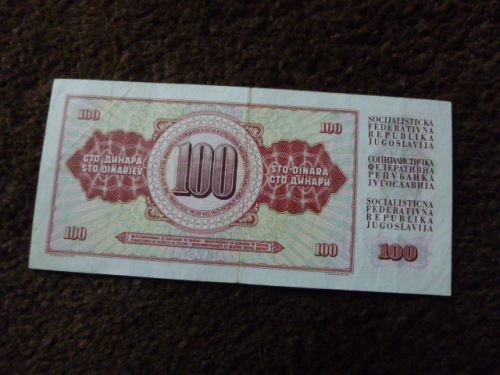 100
100
СТО ДИНАРА
STO DINARJEV
100
STO DINARA
СТО ДИНАРИ
100
100
SOCIJALISTIČKA
FEDERATIVNA
REPUBLIKA
JUGOSLAVIJA
СОЦИЈАЛИСТИЧКА
ФЕДЕРАТИВНА
РЕПУБЛИКА
ЈУГОСЛАВИЈА
SOCIALISTIČNA
FEDERATIVNA
REPUBLIKA
JUGOSLAVIJA
100